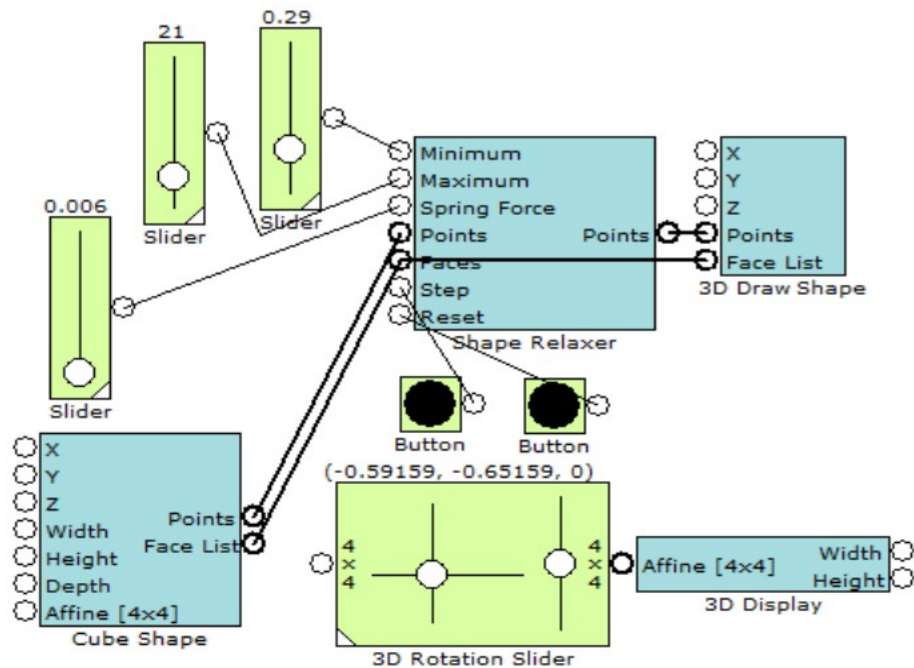 0.29
21
Slider
Slider
0.006
Slider
Minimum
Maximum
Spring Force
Points
Points
Faces
Step
Reset
Shape Relaxer
X
Y
Z
Points
Face List
3D Draw Shape
Button
Button
X
Y
Z
Width
Height
Depth
Affine [4x4]
Points
Face List
Cube Shape
(-0.59159, -0.65159, 0)
4
x
4
4
x
4
3D Rotation Slider
Affine [4x4]
Width
Height
3D Display